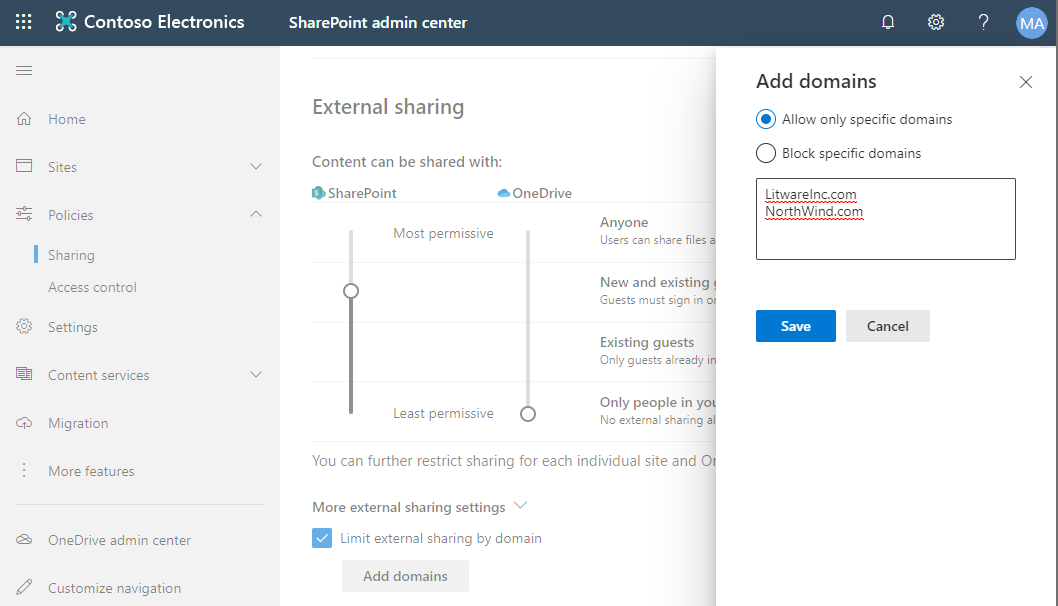 Contoso Electronics
SharePoint admin center
MA
Home
Sites
Policies
Sharing
Access control
Settings
Content services
Migration
More features
OneDrive admin center
Customize navigation
External sharing
Content can be shared with:
SharePoint
OneDrive
Most permissive
Least permissive
Anyone
Users can share files a
New and existing
Guests must sign in o
Existing guests
Only guests already in
Only people in you
No external sharing al
You can further restrict sharing for each individual site and Or
More external sharing settings
Limit external sharing by domain
Add domains
Add domains
Allow only specific domains
Block specific domains
LitwareInc.com
NorthWind.com
Save
Cancel